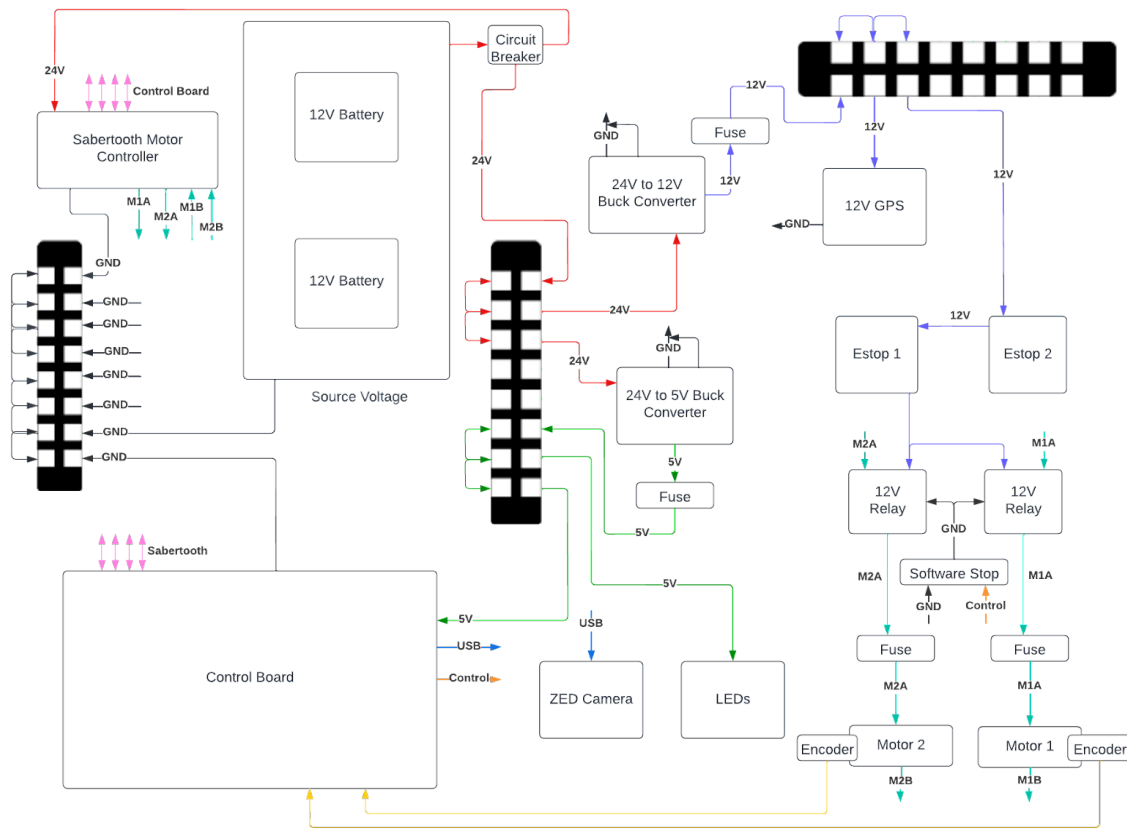 Circuit
Breaker
24V
Control Board
12V Battery
Sabertooth Motor
Controller
M1A
M2A
M1B
M2B
24V
GND
24V to 12V
Buck Converter
12V
Fuse
12V
12V
12V GPS
GND
12V
GND
GND
GND
GND
GND
GND
GND
GND
12V Battery
Source Voltage
24V
24V
GND
24V to 5V Buck
Converter
5V
Fuse
5V
12V
Estop 1
Estop 2
M2A
M1A
12V
Relay
12V
Relay
GND
Sabertooth
Software Stop
M2A
M1A
GND
Control
5V
5V
USB
USB
Control
Control Board
ZED Camera
LEDs
Fuse
Fuse
M2A
M1A
Encoder
Motor 2
Motor 1
Encoder
M2B
M1B